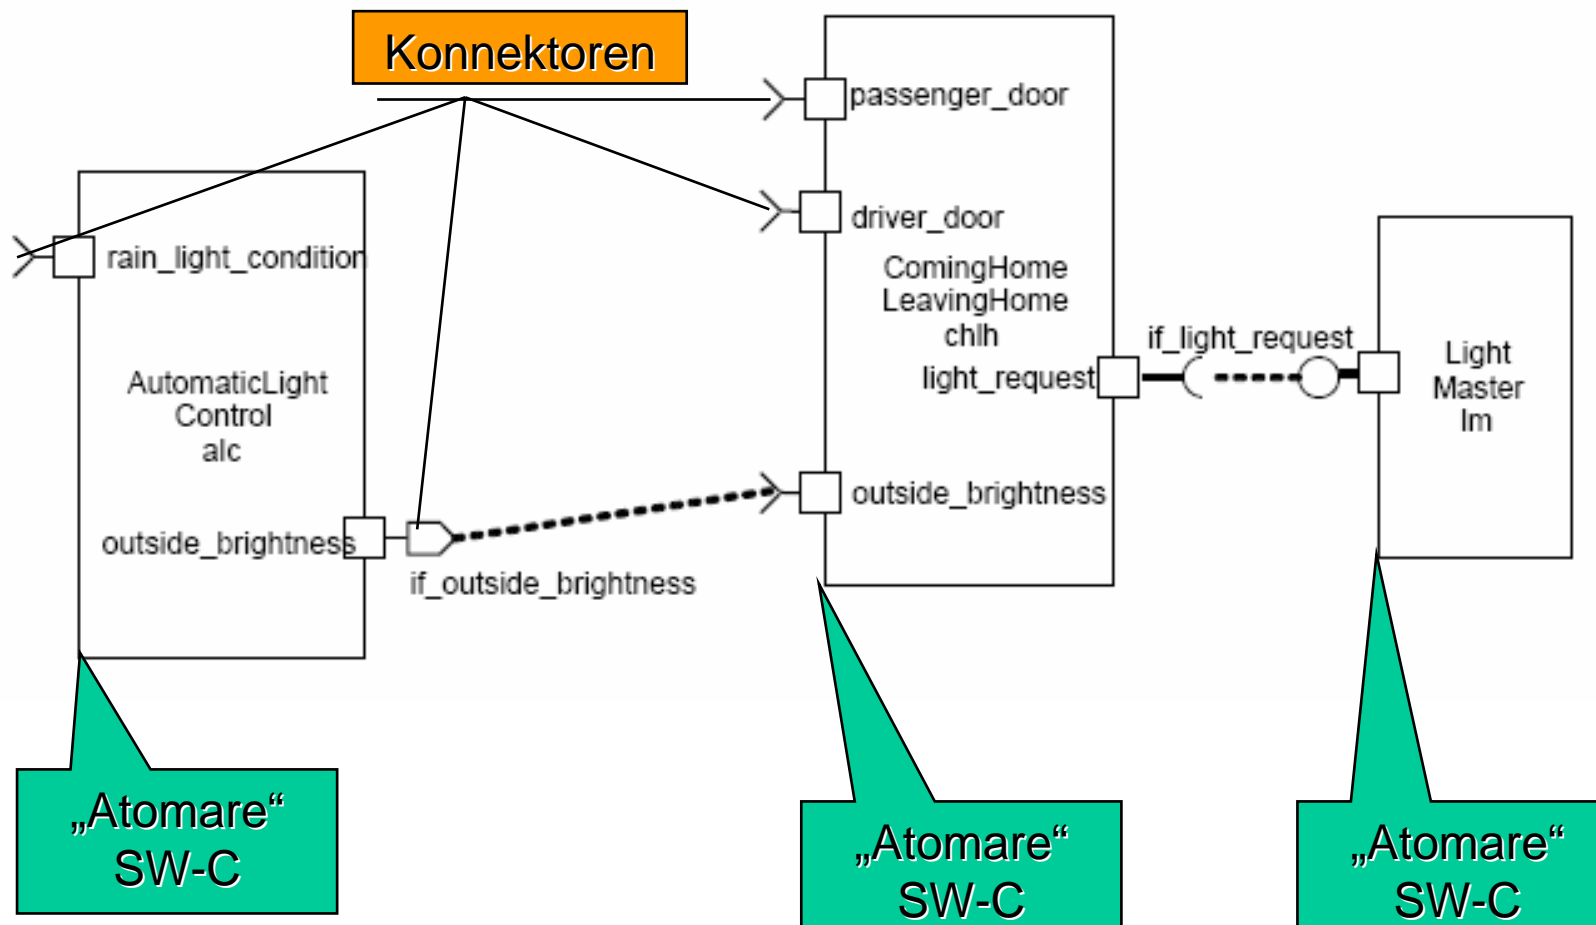 Konnektoren
passenger_door
driver_door
rain_light_condition
ComingHome
LeavingHome
chlh
if_light_request
light_request
Light
Master
lm
AutomaticLight
Control
alc
outside_brightness
outside_brightness
if_outside_brightness
„Atomare“
SW-C
„Atomare“
SW-C
„Atomare“
SW-C